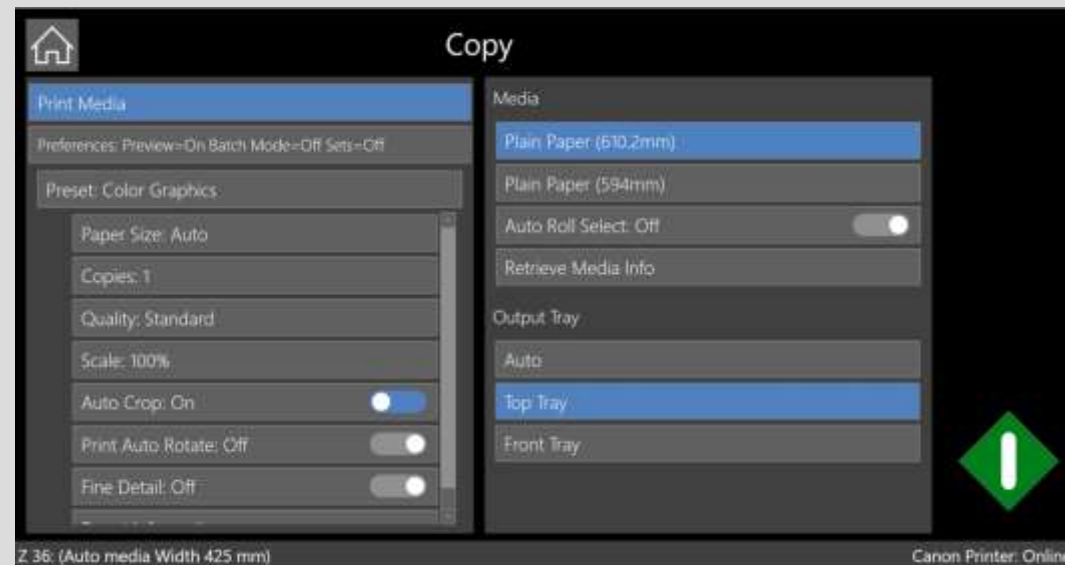 Copy
Print Media
Preferences: Preview=On Batch Mode=Off Sets=Off
Preset: Color Graphics
Paper Size: Auto
Copies: 1
Quality: Standard
Scale: 100%
Auto Crop: On
Print Auto Rotate: Off
Fine Detail: Off
Media
Plain Paper (610.2mm)
Plain Paper (594mm)
Auto Roll Select: Off
Retrieve Media Info
Output Tray
Auto
Top Tray
Front Tray
Z 36: (Auto media Width 425 mm)
Canon Printer: Online